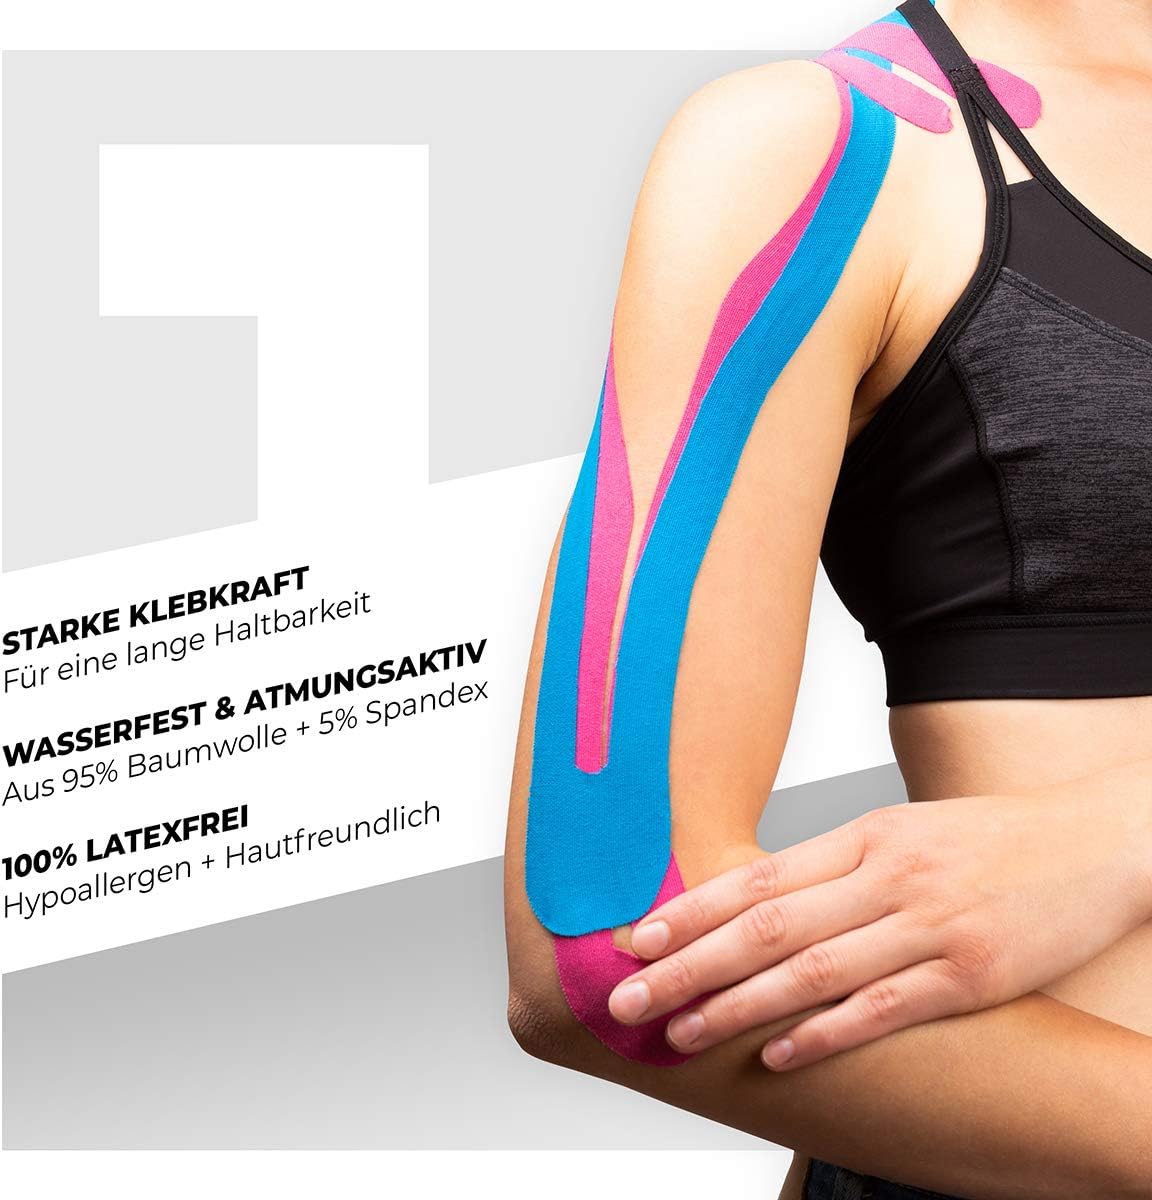 STARKE KLEBKRAFT
Für eine lange Haltbarkeit
WASSERFEST & ATMUNGSAKTIV
Aus 95% Baumwolle + 5% Spandex
100% LATEXFREI
Hypoallergen + Hautfreundlich